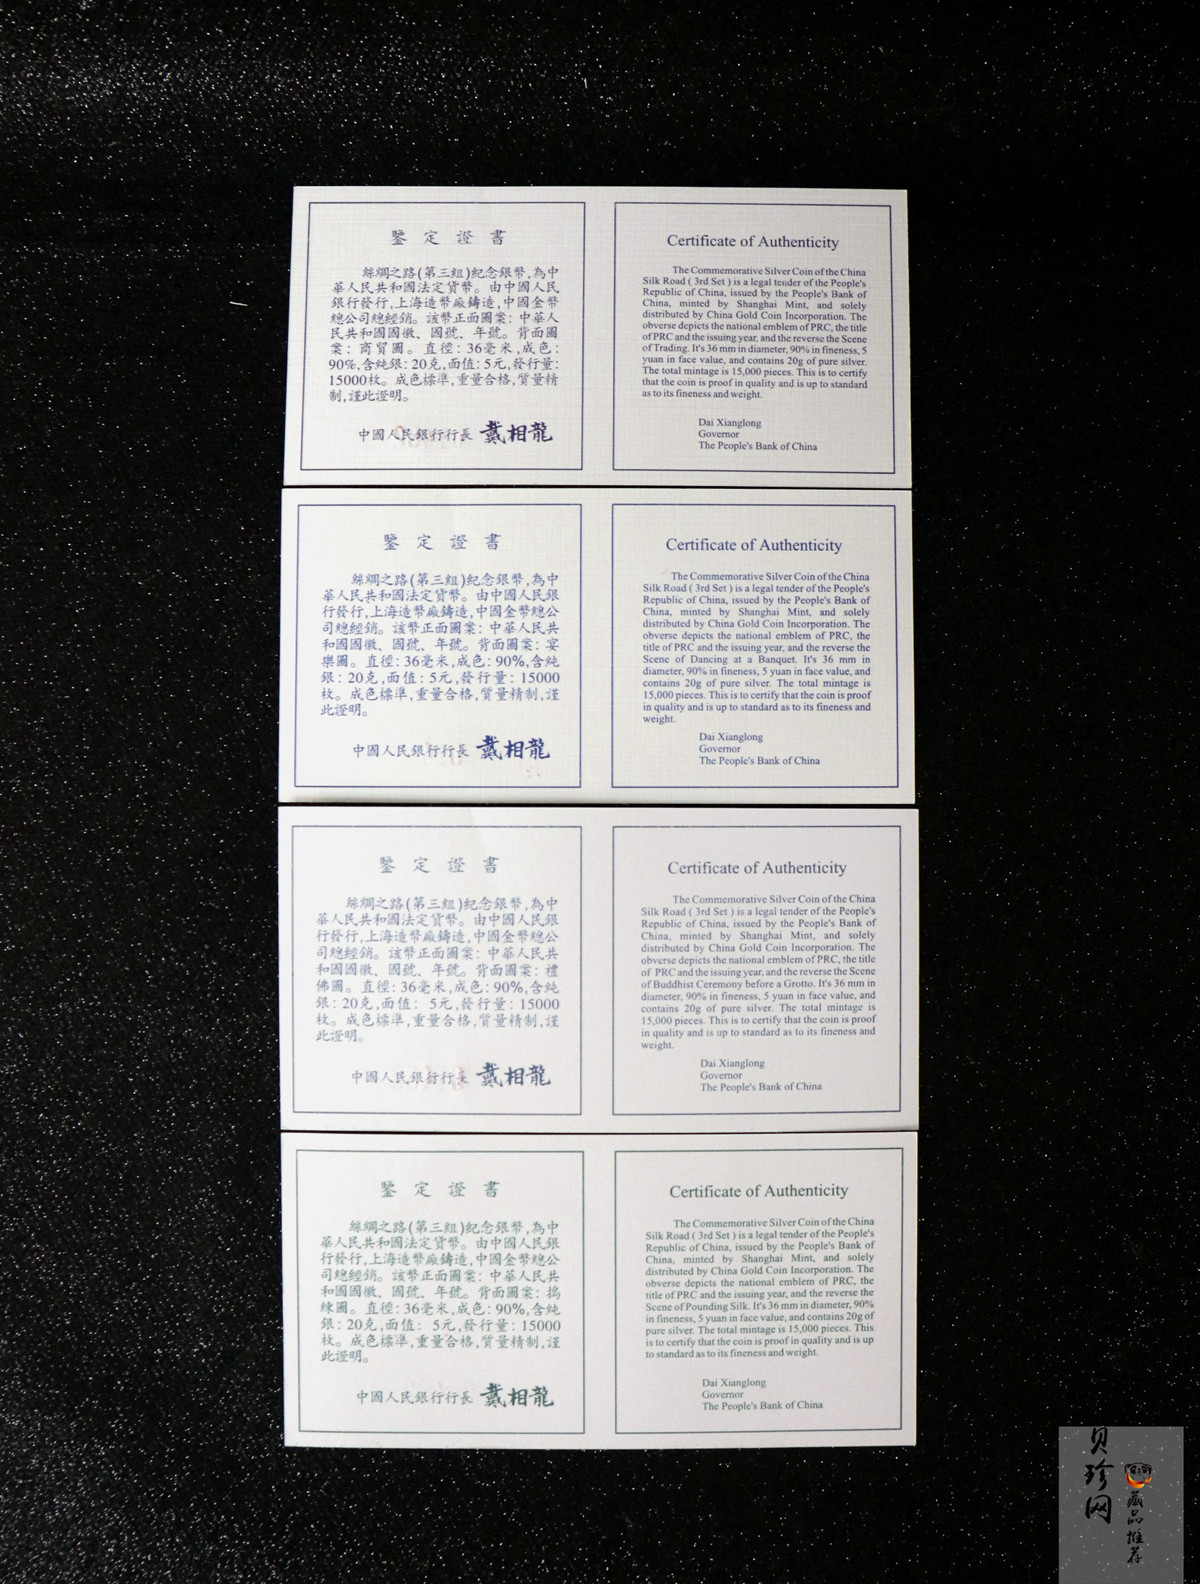 鑒定證書
絲綢之路(第三組)紀念銀幣,為中
華人民共和國法定貨幣。由中國人民
銀行發行,上海造幣廠鑄造,中國金幣
總公司總經銷。該幣正面圖案:中華人
民共和國國徽、國號、年號。背面圖
案:商貿圖。直徑:36毫米,成色:
90%,含純銀:20克,面值:5元,發行量:
15000枚。成色標準,重量合格,質量精
制,謹此證明。
中國人民銀行行長 戴相龍
Certificate of Authenticity
The Commemorative Silver Coin of the China
Silk Road ( 3rd Set ) is a legal tender of the People's
Republic of China, issued by the People's Bank of
China, minted by Shanghai Mint, and solely
distributed by China Gold Coin Incorporation. The
obverse depicts the national emblem of PRC, the title
of PRC and the issuing year, and the reverse the Scene
of Trading. It's 36 mm in diameter, 90% in fineness, 5
yuan in face value, and contains 20g of pure silver.
The total mintage is 15,000 pieces. This is to certify
that the coin is proof in quality and is up to standard
as to its fineness and weight.
Dai Xianglong
Governor
The People's Bank of China
鑒定證書
絲綢之路(第三組)紀念銀幣,為中
華人民共和國法定貨幣。由中國人民銀
行發行,上海造幣廠鑄造,中國金幣總公
司總經銷。該幣正面圖案:中華人民共
和國國徽、國號、年號。背面圖案:宴
樂圖。直徑:36毫米,成色:90%,含純
銀:20克,面值:5元,發行量:15000
枚。成色標準,重量合格,質量精制,謹
此證明。
中國人民銀行行長 戴相龍
Certificate of Authenticity
The Commemorative Silver Coin of the China
Silk Road ( 3rd Set ) is a legal tender of the People's
Republic of China, issued by the People's Bank of
China, minted by Shanghai Mint, and solely
distributed by China Gold Coin Incorporation. The
obverse depicts the national emblem of PRC, the
title of PRC and the issuing year, and the reverse the
Scene of Dancing at a Banquet. It's 36 mm in
diameter, 90% in fineness, 5 yuan in face value, and
contains 20g of pure silver. The total mintage is
15,000 pieces. This is to certify that the coin is proof
in quality and is up to standard as to its fineness and
weight.
Dai Xianglong
Governor
The People's Bank of China
鑒定證書
絲綢之路(第三組)紀念銀幣,為中
華人民共和國法定貨幣。由中國人民銀
行發行,上海造幣廠鑄造,中國金幣總公
司總經銷。該幣正面圖案:中華人民共
和國國徽、國號、年號。背面圖案:禮
佛圖。直徑:36毫米,成色:90%,含純
銀:20克,面值: 5元,發行量:15000
枚。成色標準,重量合格,質量精制,謹
此證明。
中國人民銀行行長 戴相龍
Certificate of Authenticity
The Commemorative Silver Coin of the China
Silk Road ( 3rd Set ) is a legal tender of the People's
Republic of China, issued by the People's Bank of
China, minted by Shanghai Mint, and solely
distributed by China Gold Coin Incorporation. The
obverse depicts the national emblem of PRC, the title
of PRC and the issuing year, and the reverse the Scene
of Buddhist Ceremony before a Grotto. It's 36 mm in
diameter, 90% in fineness, 5 yuan in face value, and
contains 20g of pure silver. The total mintage is
15,000 pieces. This is to certify that the coin is proof
in quality and is up to standard as to its fineness and
weight.
Dai Xianglong
Governor
The People's Bank of China
鑒定證書
絲綢之路(第三組)紀念銀幣,為中
華人民共和國法定貨幣。由中國人民銀
行發行,上海造幣廠鑄造,中國金幣總公
司總經銷。該幣正面圖案:中華人民共
和國國徽、國號、年號。背面圖案:搗
練圖。直徑:36毫米,成色:90%,含純
銀:20克,面值: 5元,發行量:15000
枚。成色標準,重量合格,質量精制,謹
此證明。
中國人民銀行行長 戴相龍
Certificate of Authenticity
The Commemorative Silver Coin of the China
Silk Road ( 3rd Set ) is a legal tender of the People's
Republic of China, issued by the People's Bank of
China, minted by Shanghai Mint, and solely
distributed by China Gold Coin Incorporation. The
obverse depicts the national emblem of PRC, the
title of PRC and the issuing year, and the reverse the
Scene of Pounding Silk. It's 36 mm in diameter, 90%
in fineness, 5 yuan in face value, and contains 20g of
pure silver. The total mintage is 15,000 pieces. This
is to certify that the coin is proof in quality and is up
to standard as to its fineness and weight.
Dai Xianglong
Governor
The People's Bank of China
贝珍网
藏品推荐